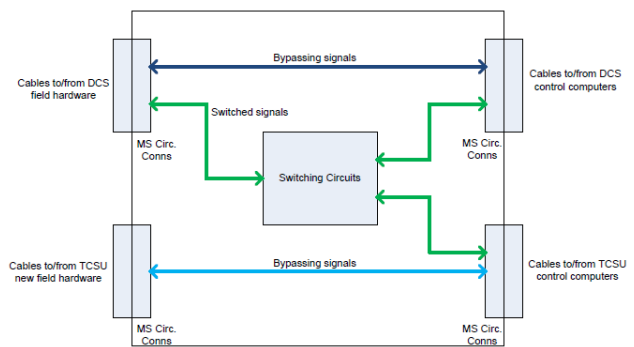 Bypassing signals
Cables to/from DCS
field hardware
Cables to/from DCS
control computers
Switched signals
MS Circ.
Conns
MS Circ.
Conns
Switching Circuits
Cables to/from TCSU
new field hardware
Bypassing signals
Cables to/from TCSU
control computers
MS Circ.
Conns
MS Circ.
Conns